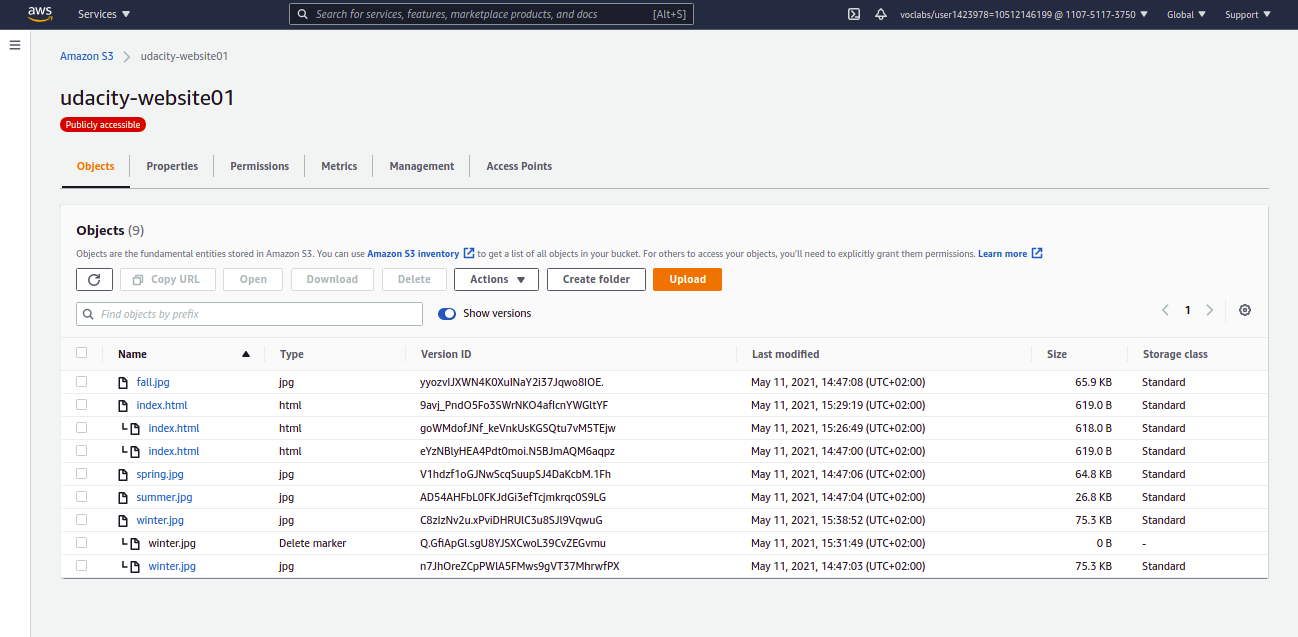 aws Services Search for services, features, marketplace products, and docs [Alt+S] voclabs/user1423978=10512146199 @ 1107-5117-3750 Global Support
Amazon S3 udacity-website01
udacity-website01
Publicly accessible
Objects Properties Permissions Metrics Management Access Points
Objects (9)
Objects are the fundamental entities stored in Amazon S3. You can use Amazon S3 inventory to get a list of all objects in your bucket. For others to access your objects, you'll need to explicitly grant them permissions. Learn more
Copy URL Open Download Delete Actions Create folder Upload
Find objects by prefix Show versions 1
Name Type Version ID Last modified Size Storage class
fall.jpg jpg yyozvIJXWN4K0XuINaY2i37Jqwo8IOE. May 11, 2021, 14:47:08 (UTC+02:00) 65.9 KB Standard
index.html html 9avj_PndO5Fo3SWrNKO4aflcnYWGltYF May 11, 2021, 15:29:19 (UTC+02:00) 619.0 B Standard
index.html html goWMdofJNf_keVnkUsKGSQtu7vM5TEjw May 11, 2021, 15:26:49 (UTC+02:00) 618.0 B Standard
index.html html eYzNBlyHEA4Pdt0moi.N5BJmAQM6aqpz May 11, 2021, 15:00:47 (UTC+02:00) 619.0 B Standard
spring.jpg jpg V1hdzf1oGJNwScqSuupSJ4DaKcbM.1Fh May 11, 2021, 14:47:06 (UTC+02:00) 64.8 KB Standard
summer.jpg jpg AD54AHFbL0FKJdGi3efTcjmkrqc0S9LG May 11, 2021, 14:47:04 (UTC+02:00) 26.8 KB Standard
winter.jpg jpg C8zIzNv2u.xPviDHRUlC3u8SJl9VqwuG May 11, 2021, 15:38:52 (UTC+02:00) 75.3 KB Standard
winter.jpg Delete marker Q.GfiApGl.sgU8YJSXCwoL39CvZEGvmu May 11, 2021, 15:31:49 (UTC+02:00) 0 B -
winter.jpg jpg n7JhOreZCpPWlA5FMws9gVT37MhrwfPX May 11, 2021, 14:47:03 (UTC+02:00) 75.3 KB Standard